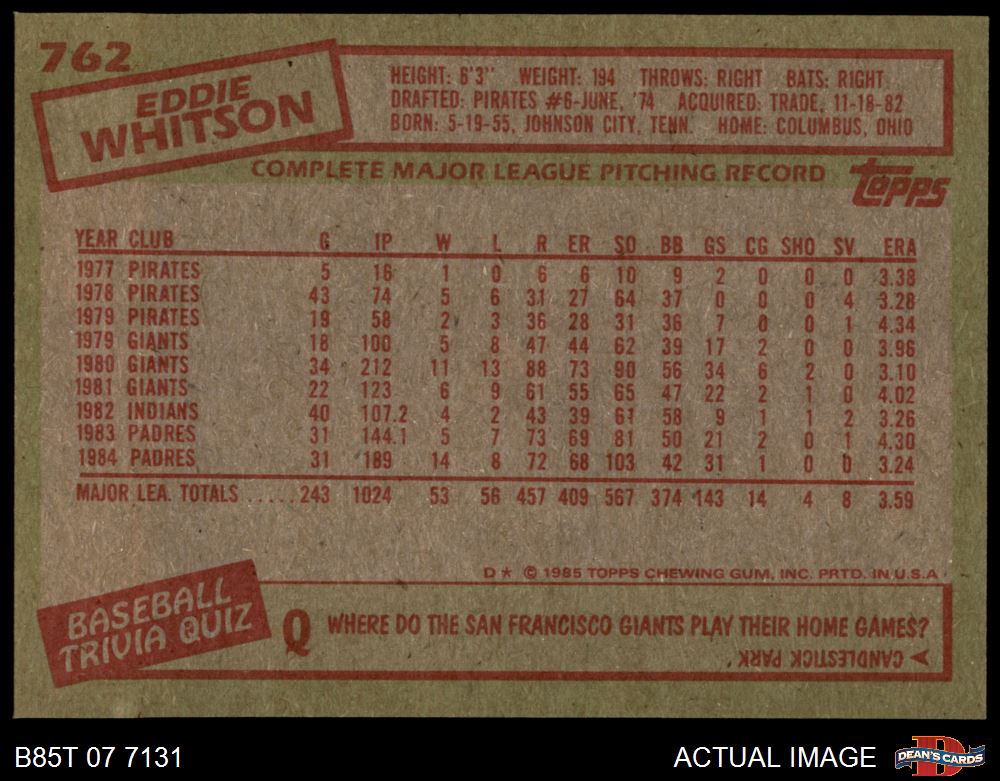 762
EDDIE
WHITSON
HEIGHT: 6'3" WEIGHT: 194 THROWS: RIGHT BATS: RIGHT
DRAFTED: PIRATES #6-JUNE, '74 ACQUIRED: TRADE, 11-18-82
BORN: 5-19-55, JOHNSON CITY, TENN. HOME: COLUMBUS, OHIO
COMPLETE MAJOR LEAGUE PITCHING RECORD
TOPPS
YEAR CLUB G IP W L R ER SO BB GS CG SHO SV ERA
1977 PIRATES 5 16 1 0 6 6 10 9 2 0 0 0 3.38
1978 PIRATES 43 74 5 6 31 27 64 37 0 0 0 4 3.28
1979 PIRATES 19 58 2 3 36 28 31 36 7 0 0 1 4.34
1979 GIANTS 18 100 5 8 47 44 62 39 17 2 0 0 3.96
1980 GIANTS 34 212 11 13 88 73 90 56 34 6 2 0 3.10
1981 GIANTS 22 123 6 9 61 55 65 47 22 2 1 0 4.02
1982 INDIANS 40 107.2 4 2 43 39 61 58 9 1 1 2 3.26
1983 PADRES 31 144.1 5 7 73 69 81 50 21 2 0 1 4.30
1984 PADRES 31 189 14 8 72 68 103 42 31 1 0 0 3.24
MAJOR LEA. TOTALS ..... 243 1024 53 56 457 409 567 374 143 14 4 8 3.59
D* © 1985 TOPPS CHEWING GUM, INC. PRTD. IN U.S.A.
BASEBALL
TRIVIA QUIZ
Q WHERE DO THE SAN FRANCISCO GIANTS PLAY THEIR HOME GAMES?
CANDLESTICK PARK.
B85T 07 7131
ACTUAL IMAGE
D
DEAN'S CARDS